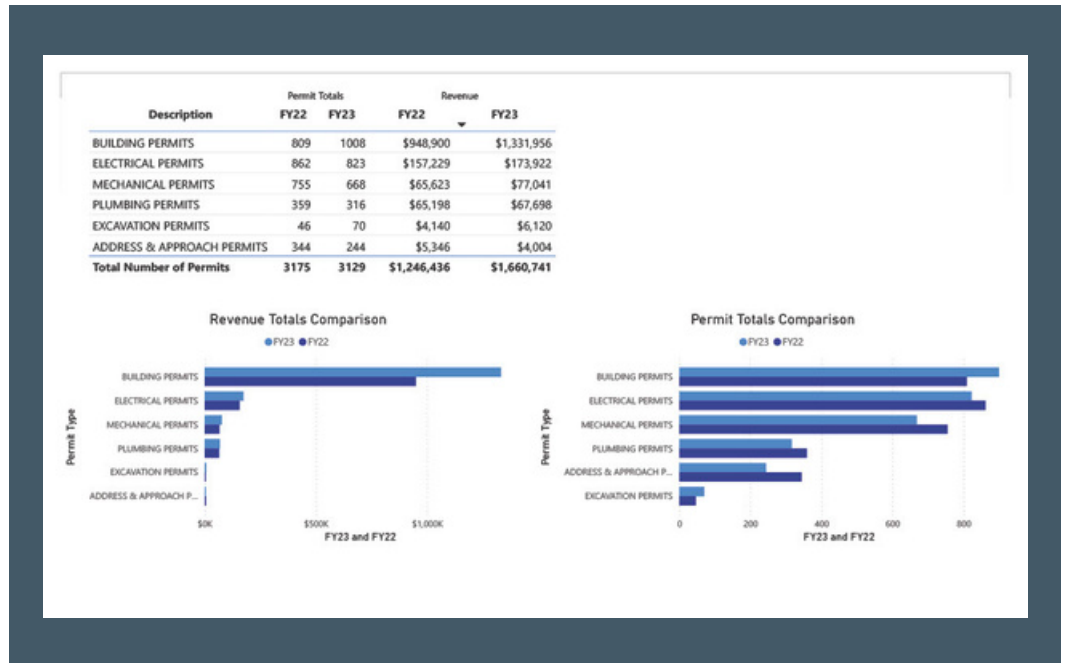 Permit Totals Revenue
Description FY22 FY23 FY22 FY23
BUILDING PERMITS 809 1008 $948,900 $1,331,956
ELECTRICAL PERMITS 862 823 $157,229 $173,922
MECHANICAL PERMITS 755 668 $65,623 $77,041
PLUMBING PERMITS 359 316 $65,198 $67,698
EXCAVATION PERMITS 46 70 $4,140 $6,120
ADDRESS & APPROACH PERMITS 344 244 $5,346 $4,004
Total Number of Permits 3175 3129 $1,246,436 $1,660,741
Revenue Totals Comparison
FY23 FY22
Permit Type
BUILDING PERMITS
ELECTRICAL PERMITS
MECHANICAL PERMITS
PLUMBING PERMITS
EXCAVATION PERMITS
ADDRESS & APPROACH P...
$0K $500K $1,000K
FY23 and FY22
Permit Totals Comparison
FY23 FY22
Permit Type
BUILDING PERMITS
ELECTRICAL PERMITS
MECHANICAL PERMITS
PLUMBING PERMITS
ADDRESS & APPROACH P...
EXCAVATION PERMITS
0 200 400 600 800
FY23 and FY22